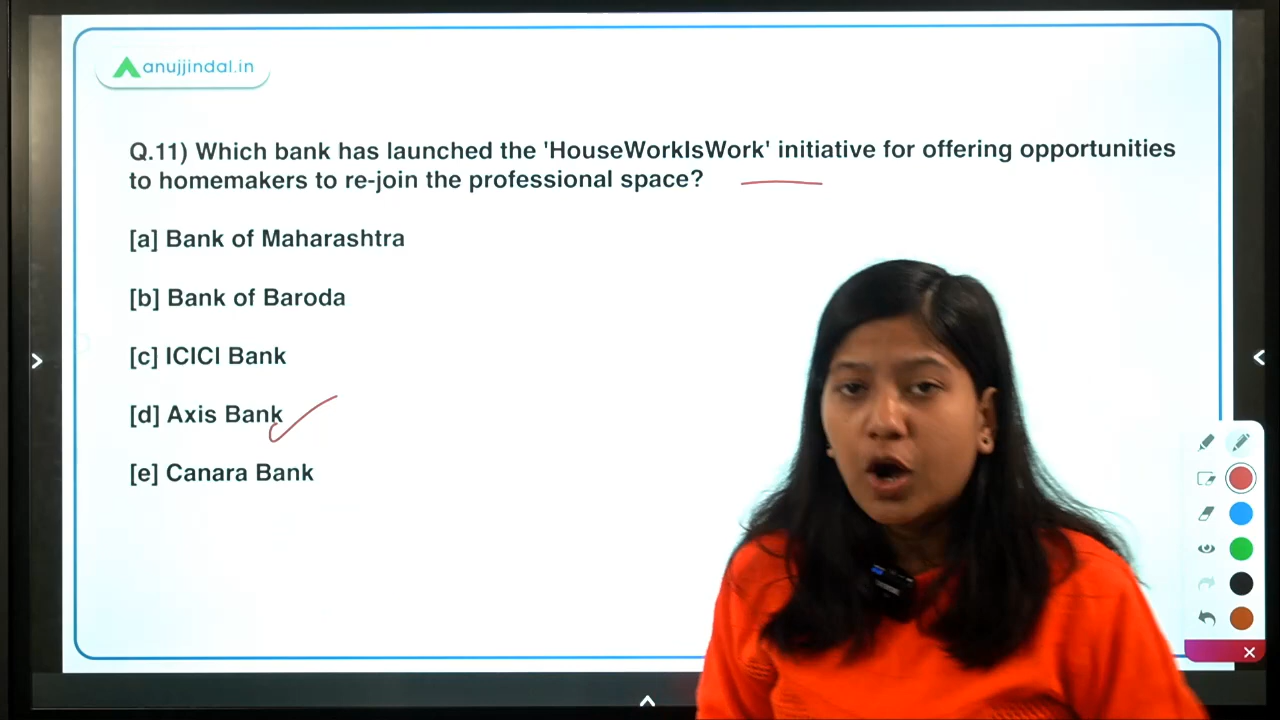 anujjindal.in
Q.11) Which bank has launched the 'HouseWorkIsWork' initiative for offering opportunities
to homemakers to re-join the professional space?
[a] Bank of Maharashtra
[b] Bank of Baroda
[c] ICICI Bank
[d] Axis Bank
[e] Canara Bank